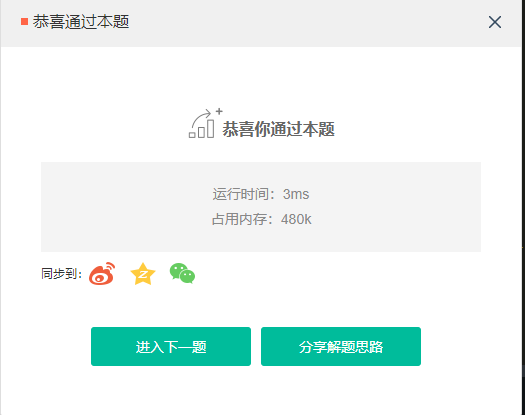 恭喜通过本题
恭喜你通过本题
运行时间：3ms
占用内存：480k
同步到：
进入下一题
分享解题思路